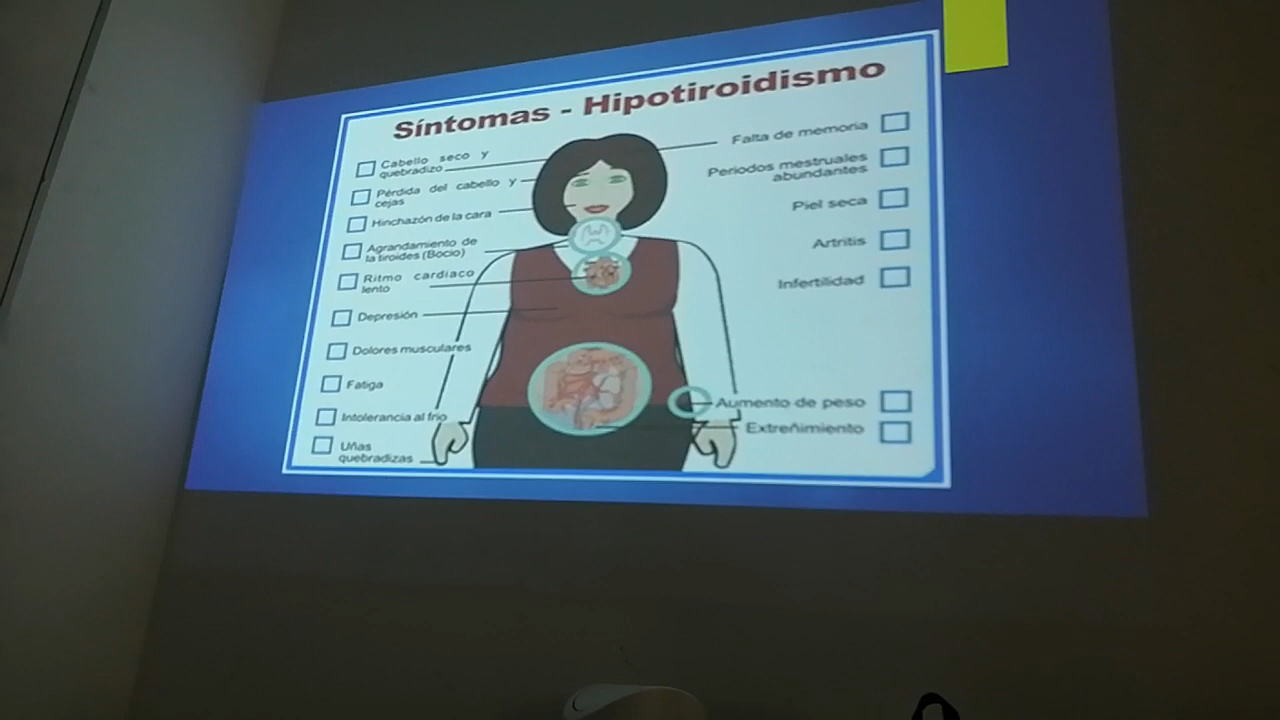 Síntomas - Hipotiroidismo
Cabello seco y
quebradizo
Pérdida del cabello y
cejas
Hinchazón de la cara
Agrandamiento de
la tiroides (Bocio)
Ritmo cardíaco
lento
Depresión
Dolores musculares
Fatiga
Intolerancia al frío
Uñas
quebradizas
Falta de memoria
Periodos mestruales
abundantes
Piel seca
Artritis
Infertilidad
Aumento de peso
Extreñimiento